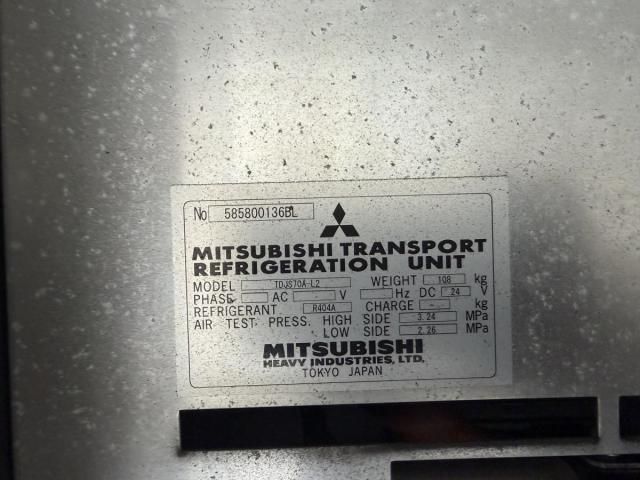 No 585800136BL
MITSUBISHI TRANSPORT
REFRIGERATION UNIT
MODEL TDJS70A-L2 WEIGHT 108 kg
PHASE AC V Hz DC 24 V
REFRIGERANT R404A CHARGE - kg
AIR TEST PRESS. HIGH SIDE 3.24 MPa
LOW SIDE 2.26 MPa
MITSUBISHI
HEAVY INDUSTRIES, LTD.
TOKYO JAPAN